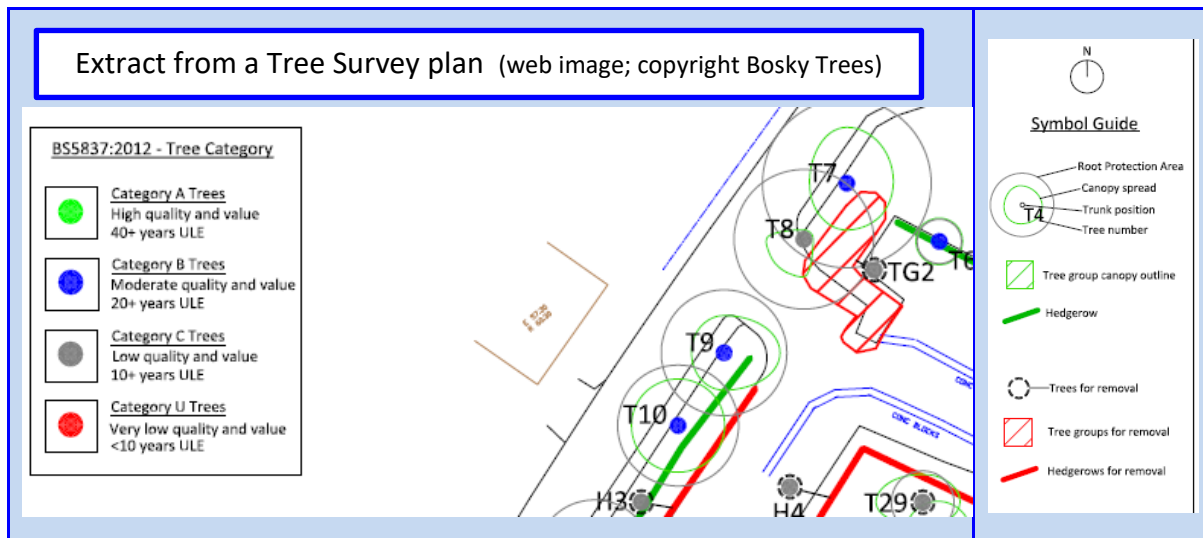 Extract from a Tree Survey plan (web image; copyright Bosky Trees)
BS5837:2012 - Tree Category
Category A Trees
High quality and value
40+ years ULE
Category B Trees
Moderate quality and value
20+ years ULE
Category C Trees
Low quality and value
10+ years ULE
Category U Trees
Very low quality and value
<10 years ULE
T7
T8
T6
TG2
T9
T10
CONC BLOCKS
H3
H4
T29
N
Symbol Guide
Root Protection Area
Canopy spread
Trunk position
T4
Tree number
Tree group canopy outline
Hedgerow
Trees for removal
Tree groups for removal
Hedgerows for removal